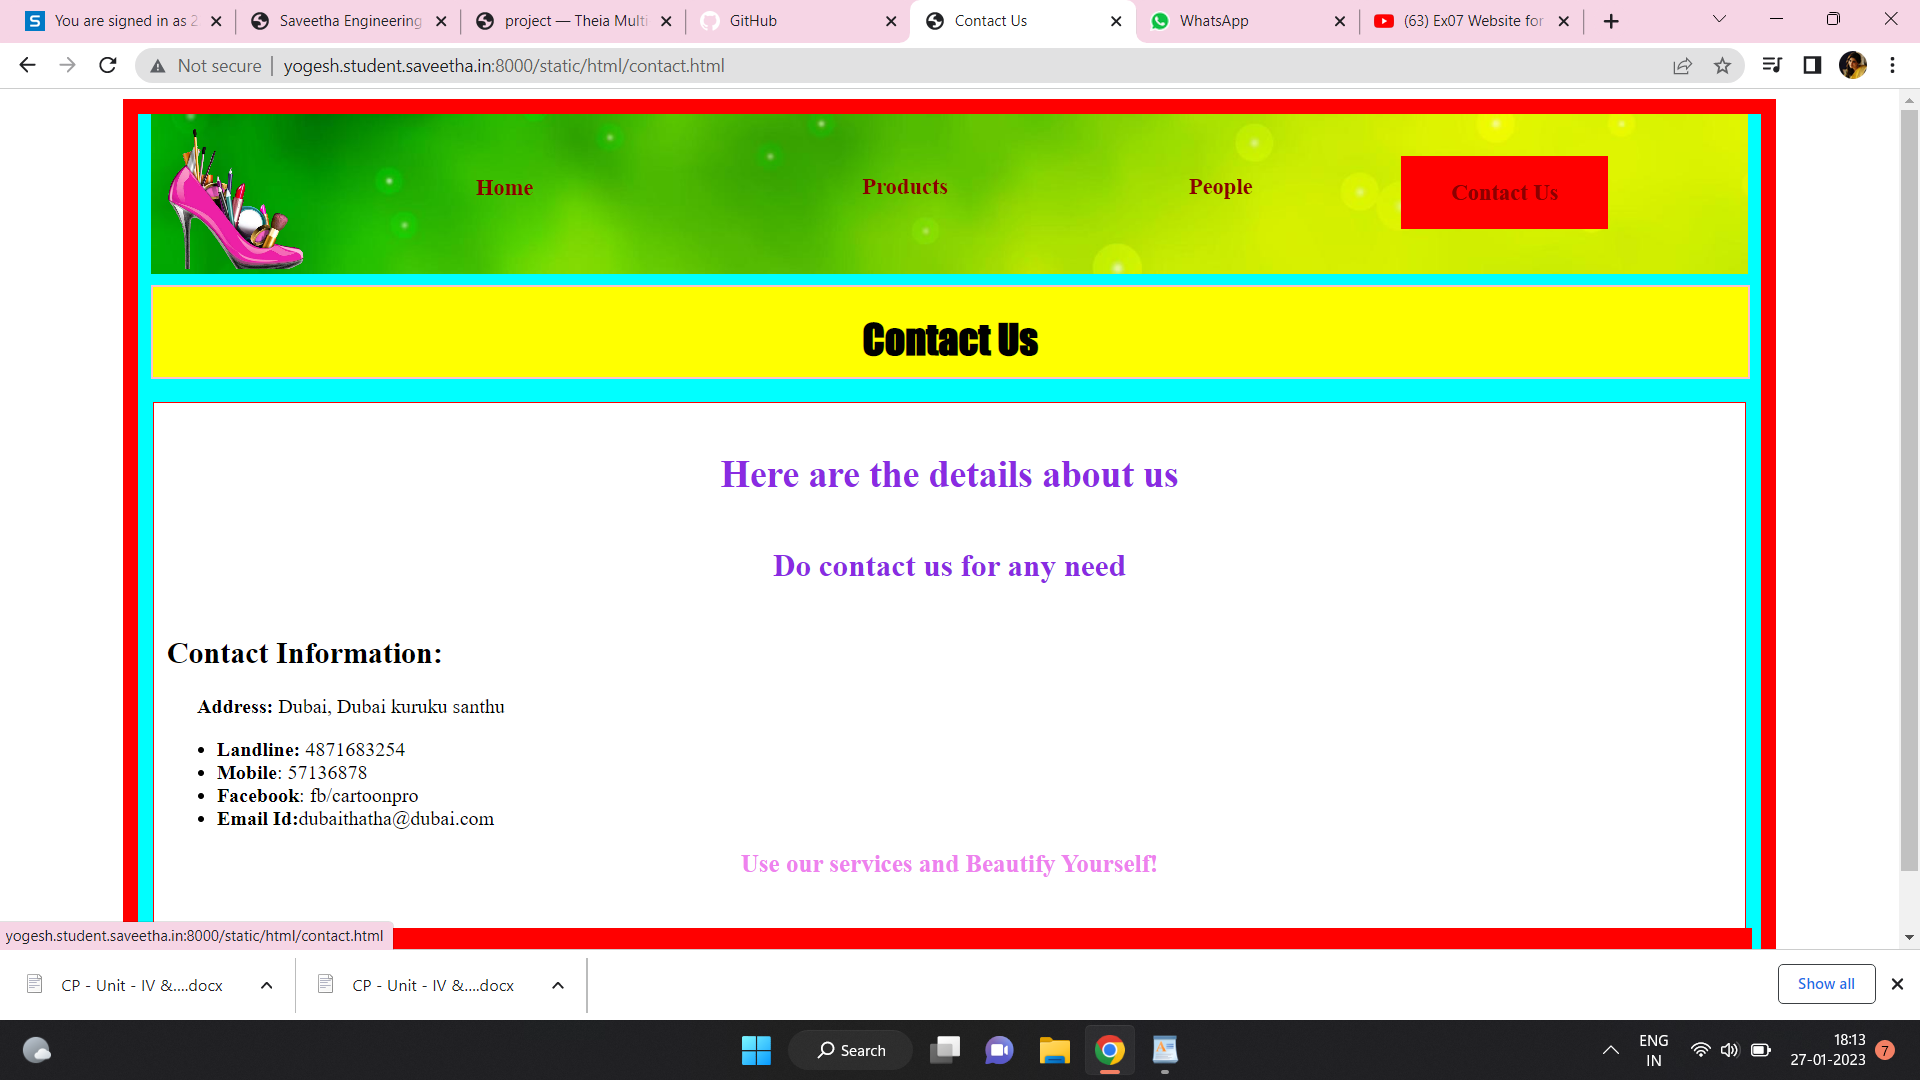 You are signed in as 2
Saveetha Engineering
project — Theia Multi
GitHub
Contact Us
WhatsApp
(63) Ex07 Website for
Not secure
yogesh.student.saveetha.in:8000/static/html/contact.html
Home
Products
People
Contact Us
Contact Us
Here are the details about us
Do contact us for any need
Contact Information:
Address: Dubai, Dubai kuruku santhu
• Landline: 4871683254
• Mobile: 57136878
• Facebook: fb/cartoonpro
• Email Id:dubaithatha@dubai.com
Use our services and Beautify Yourself!
yogesh.student.saveetha.in:8000/static/html/contact.html
CP - Unit - IV &....docx
CP - Unit - IV &....docx
Show all
Search
ENG
IN
18:13
27-01-2023
7